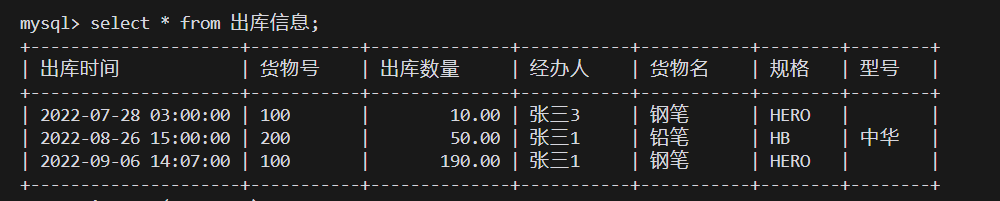 mysql> select * from 出库信息;
+---------------------+-----------+--------------+-----------+-----------+--------+--------+
| 出库时间 | 货物号 | 出库数量 | 经办人 | 货物名 | 规格 | 型号 |
+---------------------+-----------+--------------+-----------+-----------+--------+--------+
| 2022-07-28 03:00:00 | 100 | 10.00 | 张三3 | 钢笔 | HERO | |
| 2022-08-26 15:00:00 | 200 | 50.00 | 张三1 | 铅笔 | HB | 中华 |
| 2022-09-06 14:07:00 | 100 | 190.00 | 张三1 | 钢笔 | HERO | |
+---------------------+-----------+--------------+-----------+-----------+--------+--------+